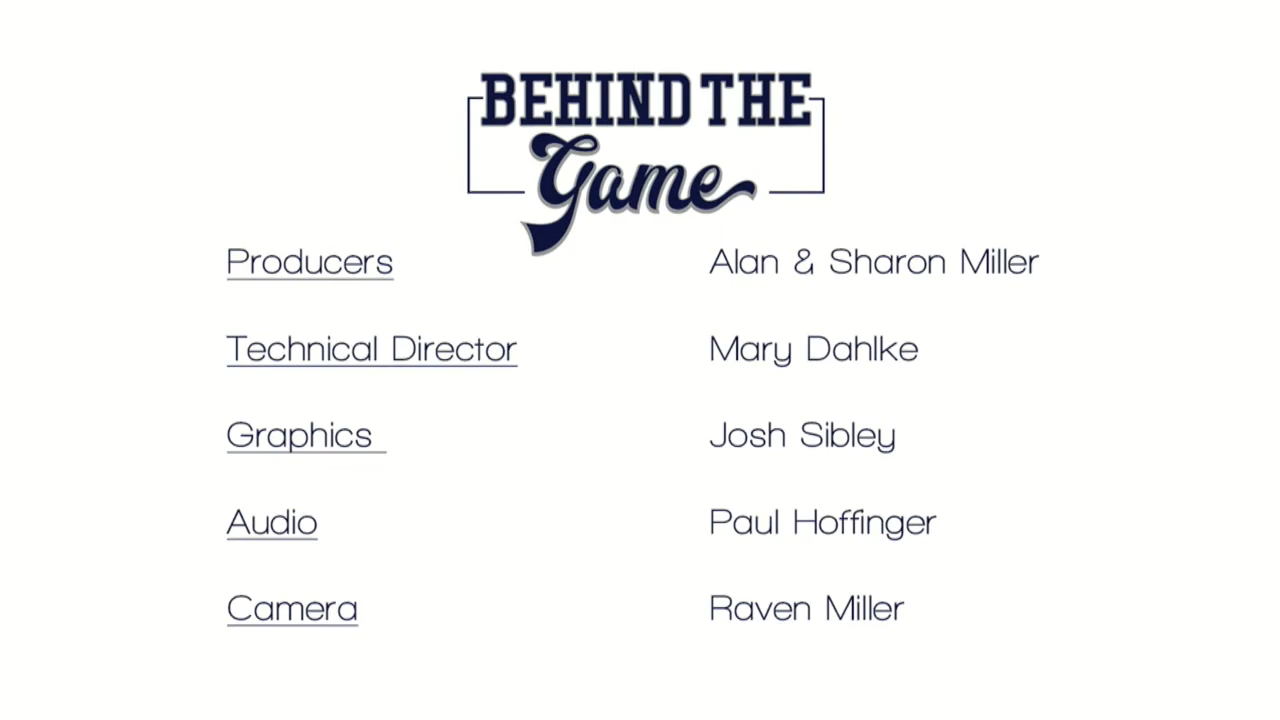 BEHIND THE
Game
Producers Alan & Sharon Miller
Technical Director Mary Dahlke
Graphics Josh Sibley
Audio Paul Hoffinger
Camera Raven Miller